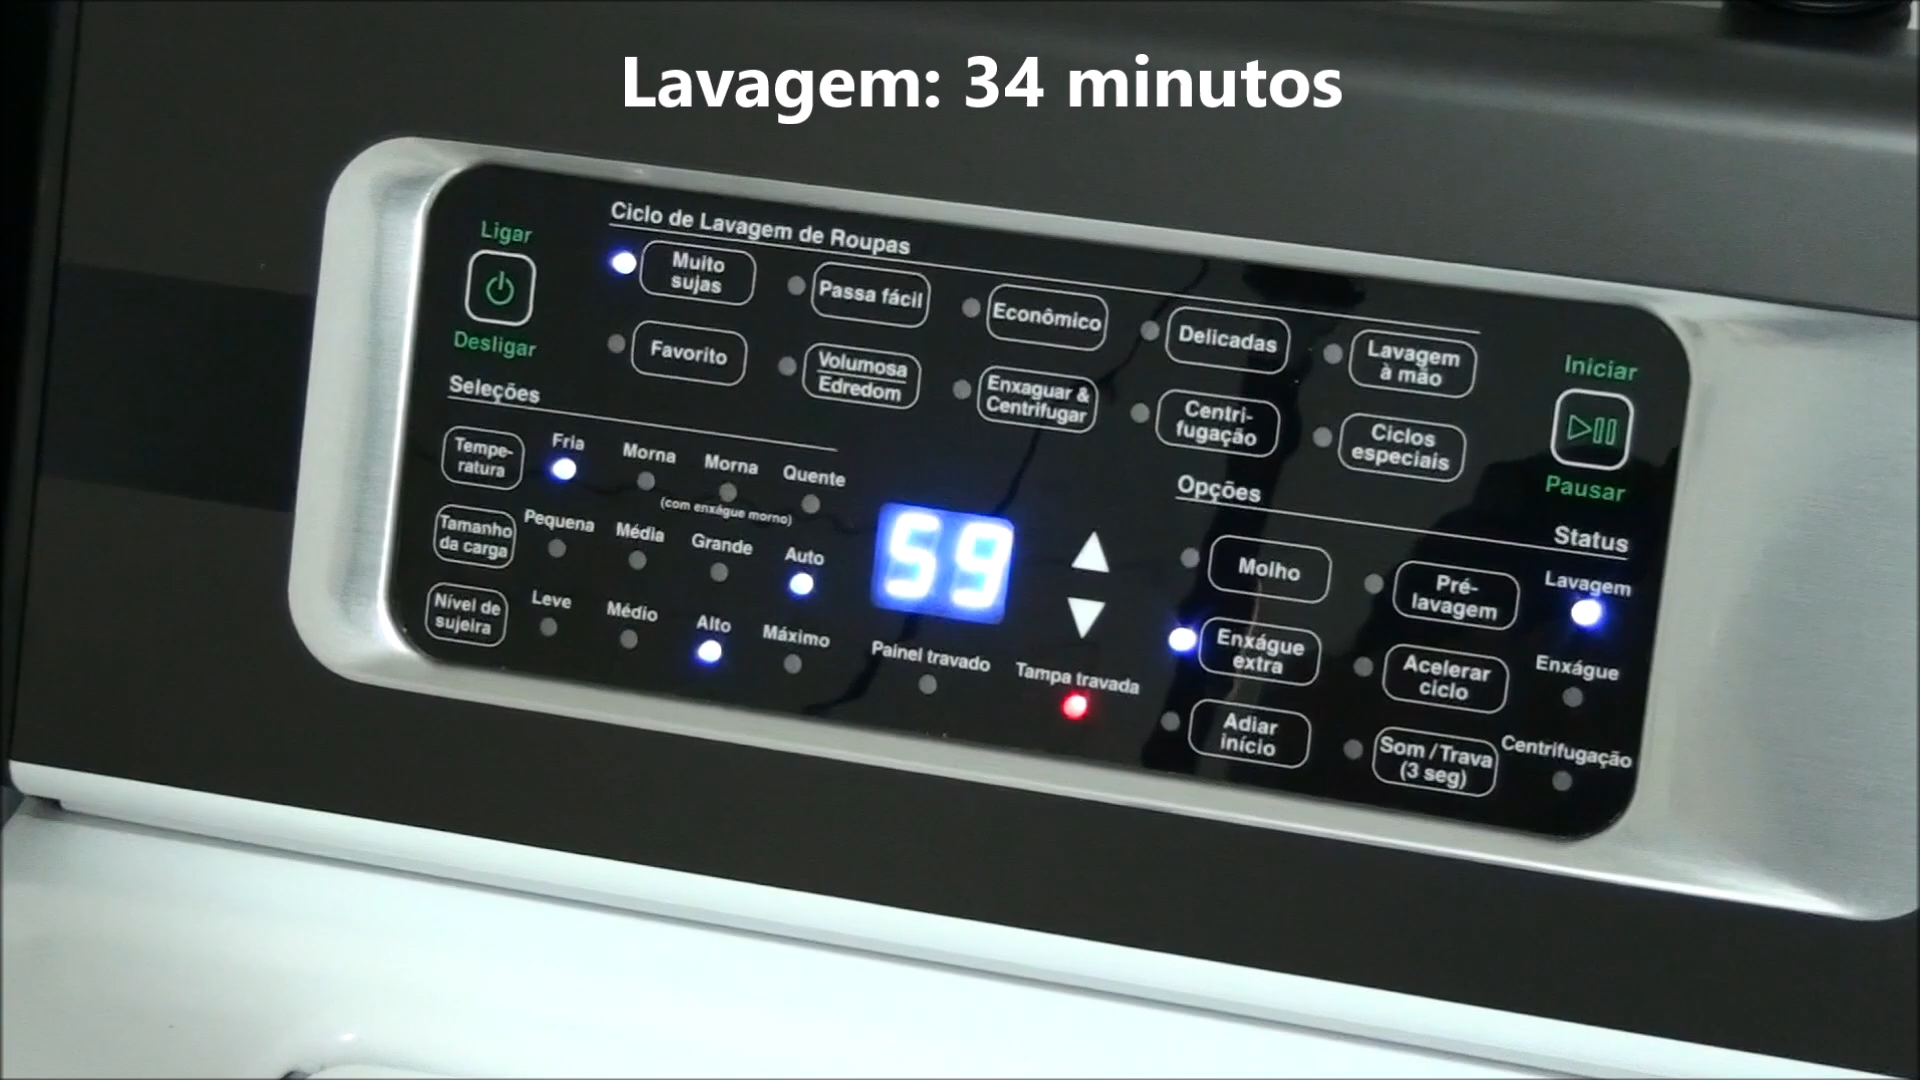 Lavagem: 34 minutos
Ciclo de Lavagem de Roupas
Ligar
Desligar
Muito
sujas
Passa fácil
Econômico
Delicadas
Lavagem
à mão
Favorito
Volumosa
Edredom
Enxaguar &
Centrifugar
Centri-
fugação
Ciclos
especiais
Iniciar
Pausar
Seleções
Tempe-
ratura
Fria
Morna
Morna
Quente
(com enxágue morno)
Tamanho
da carga
Pequena
Média
Grande
Auto
Nível de
sujeira
Leve
Médio
Alto
Máximo
59
Painel travado
Tampa travada
Opções
Molho
Pré-
lavagem
Enxágue
extra
Acelerar
ciclo
Adiar
início
Som / Trava
(3 seg)
Status
Lavagem
Enxágue
Centrifugação